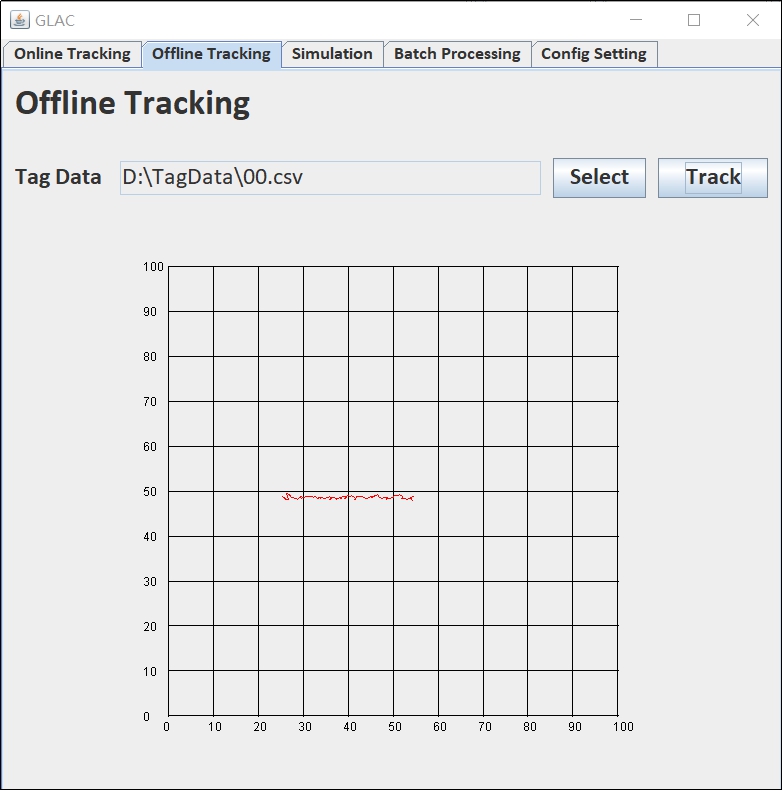 GLAC
Online Tracking Offline Tracking Simulation Batch Processing Config Setting
Offline Tracking
Tag Data D:\TagData\00.csv Select Track
100
90
80
70
60
50
40
30
20
10
0
0 10 20 30 40 50 60 70 80 90 100